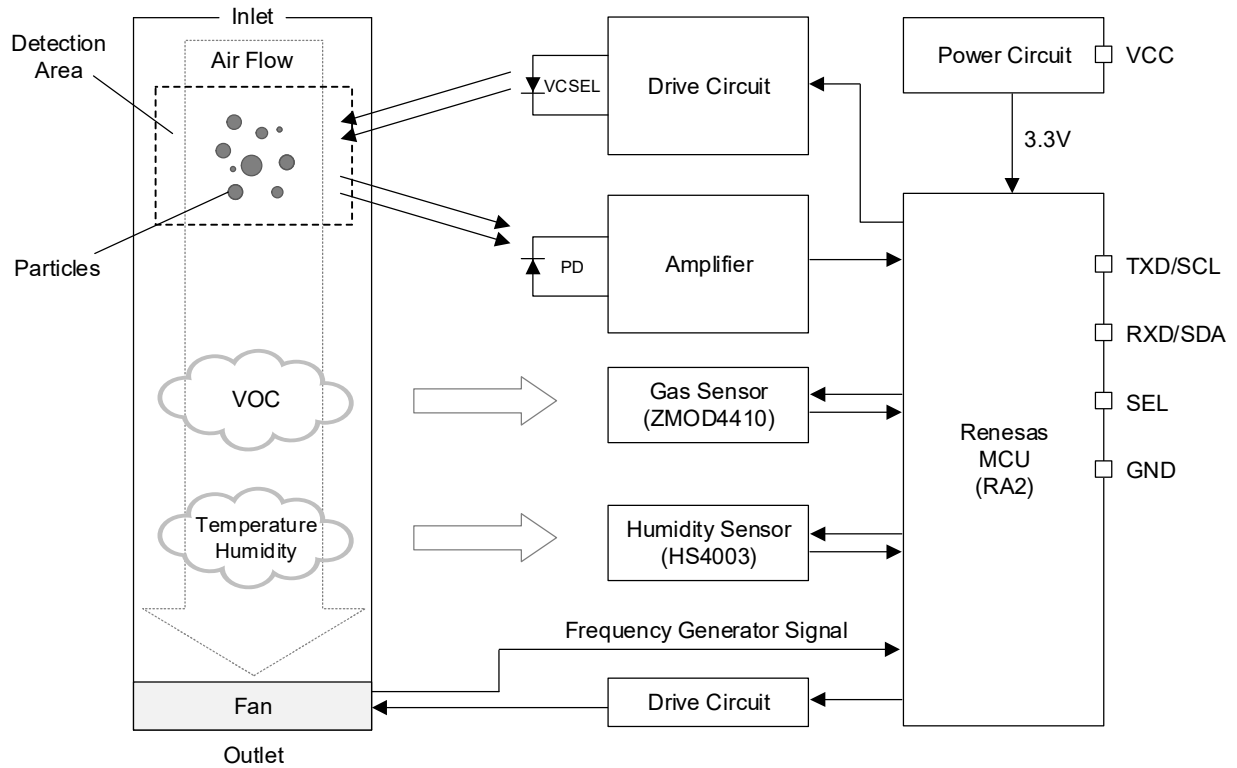 Inlet
Detection
Area
Air Flow
Particles
VOC
Temperature
Humidity
Fan
Outlet
VCSEL
Drive Circuit
PD
Amplifier
Gas Sensor
(ZMOD4410)
Humidity Sensor
(HS4003)
Frequency Generator Signal
Drive Circuit
Power Circuit
VCC
3.3V
Renesas
MCU
(RA2)
TXD/SCL
RXD/SDA
SEL
GND